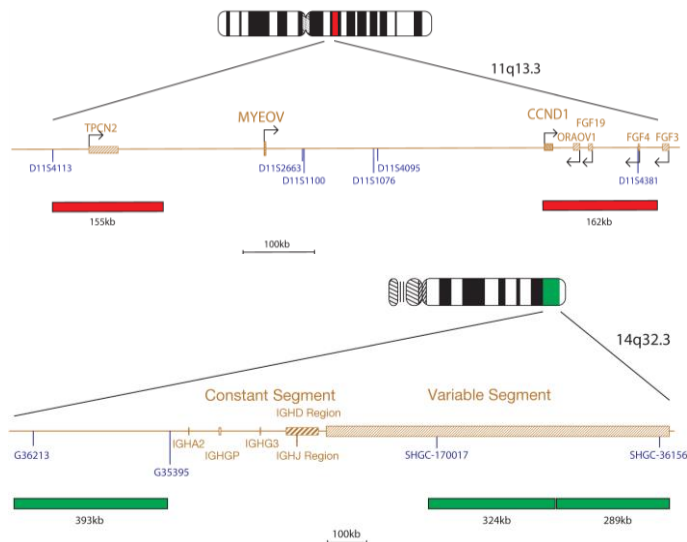 11q13.3
TPCN2
MYEOV
CCND1
FGF19
ORAOV1
FGF4
FGF3
D11S4113
D11S2663
D11S1100
D11S4095
D11S1076
D11S4381
155kb
162kb
100kb
14q32.3
Constant Segment
Variable Segment
IGHD Region
IGHA2
IGHGP
IGHG3
IGHJ Region
G36213
G35395
SHGC-170017
SHGC-36156
393kb
324kb
289kb
100kb